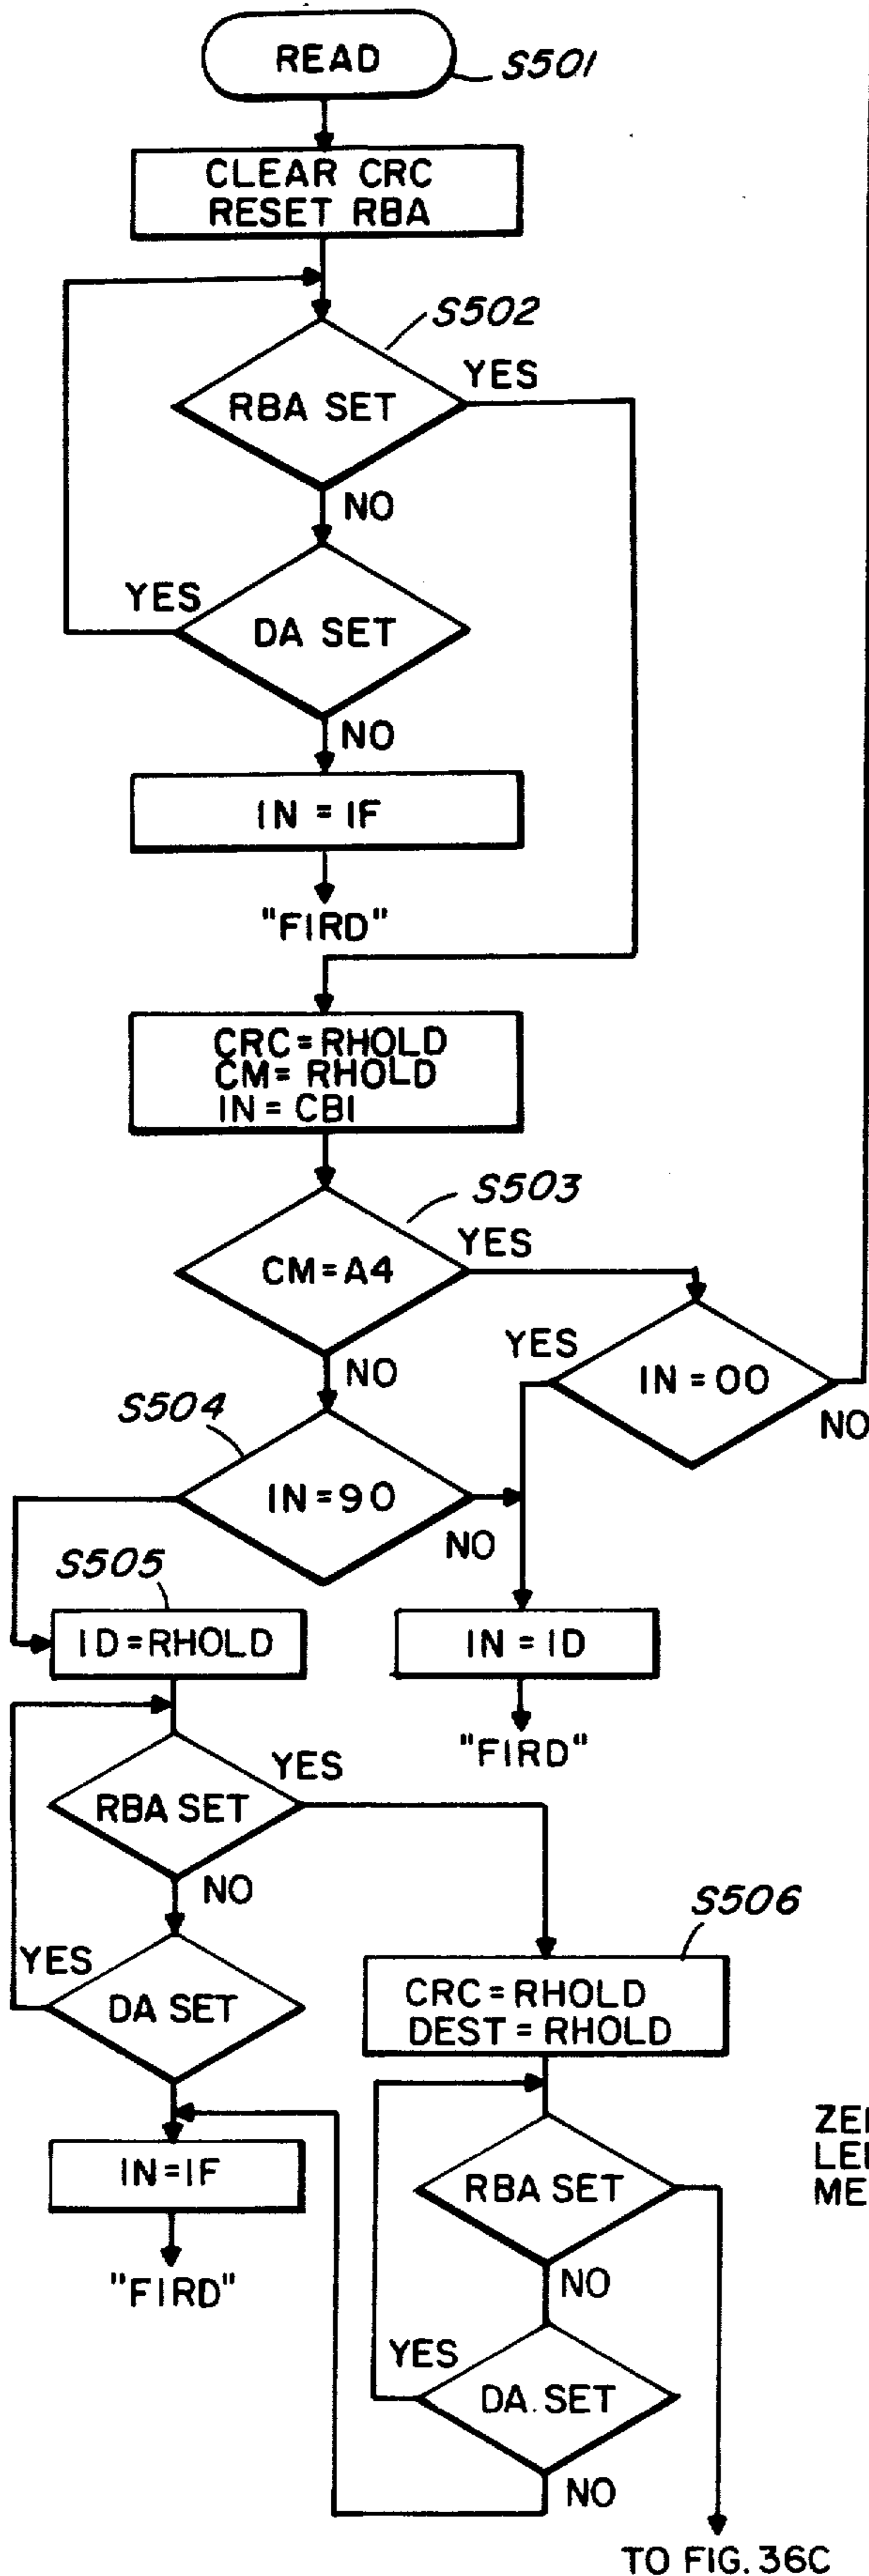 READ
S501
CLEAR CRC
RESET RBA
S502
RBA SET
YES
NO
YES
DA SET
NO
IN = IF
"FIRD"
CRC = RHOLD
CM = RHOLD
IN = CBI
S503
CM = A4
YES
NO
YES
IN = 00
NO
S504
IN = 90
NO
S505
ID = RHOLD
IN = ID
"FIRD"
RBA SET
YES
NO
YES
DA SET
S506
CRC = RHOLD
DEST = RHOLD
IN = IF
"FIRD"
RBA SET
NO
YES
DA. SET
NO
TO FIG. 36C